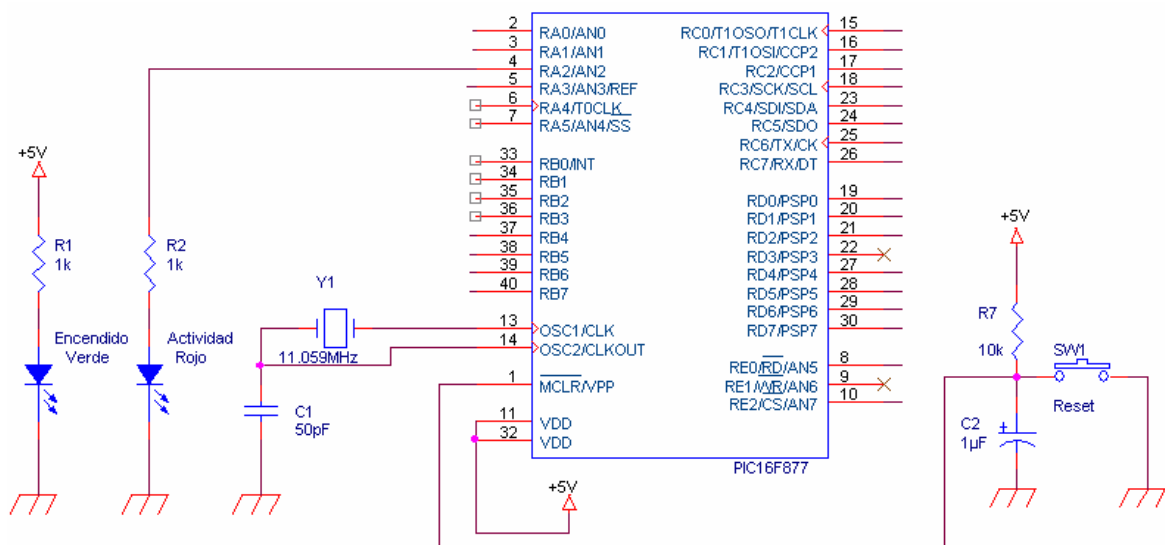 2 RA0/AN0 RC0/T1OSO/T1CLK 15
3 RA1/AN1 RC1/T1OSI/CCP2 16
4 RA2/AN2 RC2/CCP1 17
5 RA3/AN3/REF RC3/SCK/SCL 18
6 RA4/T0CLK RC4/SDI/SDA 23
7 RA5/AN4/SS RC5/SDO 24
RC6/TX/CK 25
33 RB0/INT RC7/RX/DT 26
34 RB1
35 RB2 RD0/PSP0 19
36 RB3 RD1/PSP1 20
37 RB4 RD2/PSP2 21
38 RB5 RD3/PSP3 22
39 RB6 RD4/PSP4 27
40 RB7 RD5/PSP5 28
RD6/PSP6 29
13 OSC1/CLK RD7/PSP7 30
14 OSC2/CLKOUT
RE0/RD/AN5 8
1 MCLR/VPP RE1/WR/AN6 9
RE2/CS/AN7 10
11 VDD
32 VDD
PIC16F877
+5V
R1
1k
Encendido
Verde
R2
1k
Actividad
Rojo
Y1
11.059MHz
C1
50pF
+5V
+5V
R7
10k
SW1
Reset
C2
+
1µF